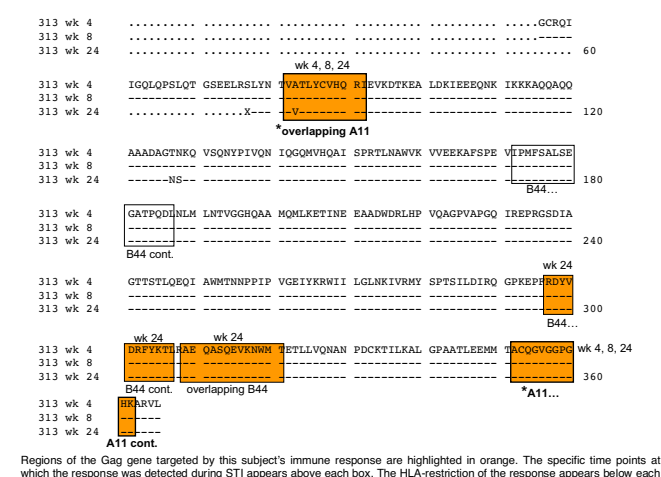 313 wk 4 .......... .......... .......... .......... .......... .....GCRQI
313 wk 8 .......... .......... .......... .......... .......... .....-----
313 wk 24 .......... .......... .......... .......... .......... .......... 60
wk 4, 8, 24
313 wk 4 IGQLQPSLQT GSEELRSLYN TVATLYCVHQ RIEVKDTKEA LDKIEEEQNK IKKKAQQAQQ
313 wk 8 ---------- ---------- ---------- ---------- ---------- ----------
313 wk 24 .......... ......X--- --V------- ---------- ---------- ---------- 120
*overlapping A11
313 wk 4 AAADAGTNKQ VSQNYPIVQN IQGQMVHQAI SPRTLNAWVK VVEEKAFSPE VIPMFSALSE
313 wk 8 ---------- ---------- ---------- ---------- ---------- ----------
313 wk 24 ------NS-- ---------- ---------- ---------- ---------- ---------- 180
B44...
313 wk 4 GATPQDLNLM LNTVGGHQAA MQMLKETINE EAADWDRLHP VQAGPVAPGQ IREPRGSDIA
313 wk 8 ---------- ---------- ---------- ---------- ---------- ----------
313 wk 24 ---------- ---------- ---------- ---------- ---------- ---------- 240
B44 cont.
313 wk 4 GTTSTLQEQI AWMTNNPPIP VGEIYKRWII LGLNKIVRMY SPTSILDIRQ GPKEPFRDYV
wk 24
313 wk 8 ---------- ---------- ---------- ---------- ---------- ----------
313 wk 24 ---------- ---------- ---------- ---------- ---------- ---------- 300
B44...
wk 24 wk 24
313 wk 4 DRFYKTLRAE QASQEVKNWM TETLLVQNAN PDCKTILKAL GPAATLEEMM TACQGVGGPG wk 4, 8, 24
313 wk 8 ---------- ---------- ---------- ---------- ---------- ----------
313 wk 24 ---------- ---------- ---------- ---------- ---------- ---------- 360
B44 cont. overlapping B44 *A11...
313 wk 4 HKARVL
313 wk 8 ------
313 wk 24 ------
A11 cont.
Regions of the Gag gene targeted by this subject's immune response are highlighted in orange. The specific time points at
which the response was detected during STI appears above each box. The HLA-restriction of the response appears below each